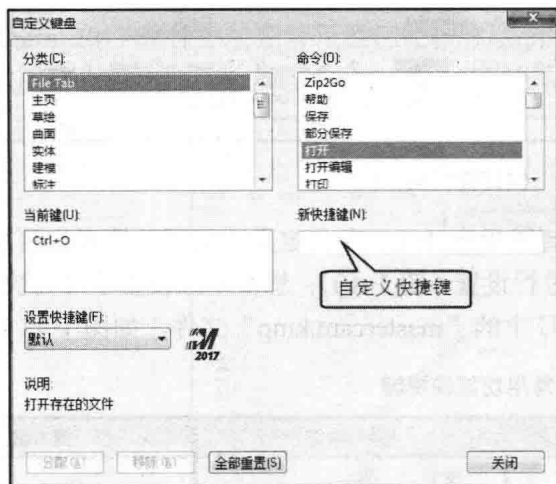 自定义键盘
分类(C):
File Tab
主页
草绘
曲面
实体
建模
标注
命令(O):
Zip2Go
帮助
保存
部分保存
打开
打开编辑
打印
当前键(U):
Ctrl+O
新快捷键(N):
自定义快捷键
设置快捷键(F):
默认
2017
说明:
打开存在的文件
全部重置(S)
关闭